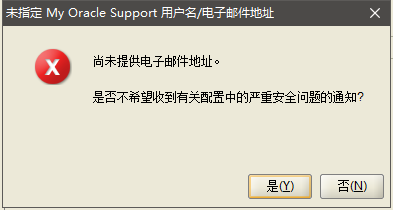 未指定 My Oracle Support 用户名/电子邮件地址
尚未提供电子邮件地址。
是否不希望收到有关配置中的严重安全问题的通知?
是(Y) 否(N)